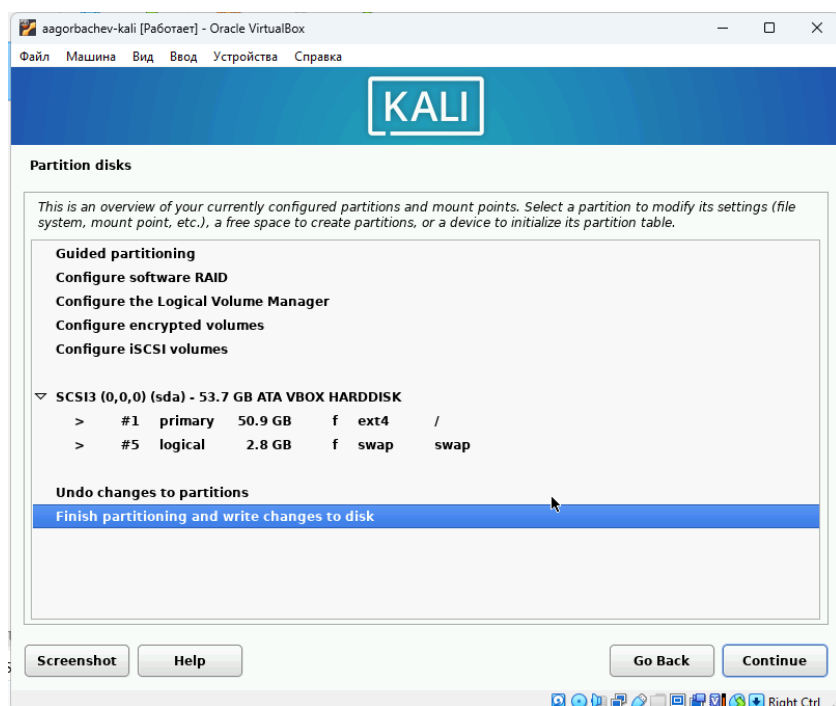 aagorbachev-kali [Работает] - Oracle VirtualBox
Файл Машина Вид Ввод Устройства Справка
KALI
Partition disks
This is an overview of your currently configured partitions and mount points. Select a partition to modify its settings (file
system, mount point, etc.), a free space to create partitions, or a device to initialize its partition table.
Guided partitioning
Configure software RAID
Configure the Logical Volume Manager
Configure encrypted volumes
Configure iSCSI volumes
SCSI3 (0,0,0) (sda) - 53.7 GB ATA VBOX HARDDISK
> #1 primary 50.9 GB f ext4 /
> #5 logical 2.8 GB f swap swap
Undo changes to partitions
Finish partitioning and write changes to disk
Screenshot Help Go Back Continue
Right Ctrl